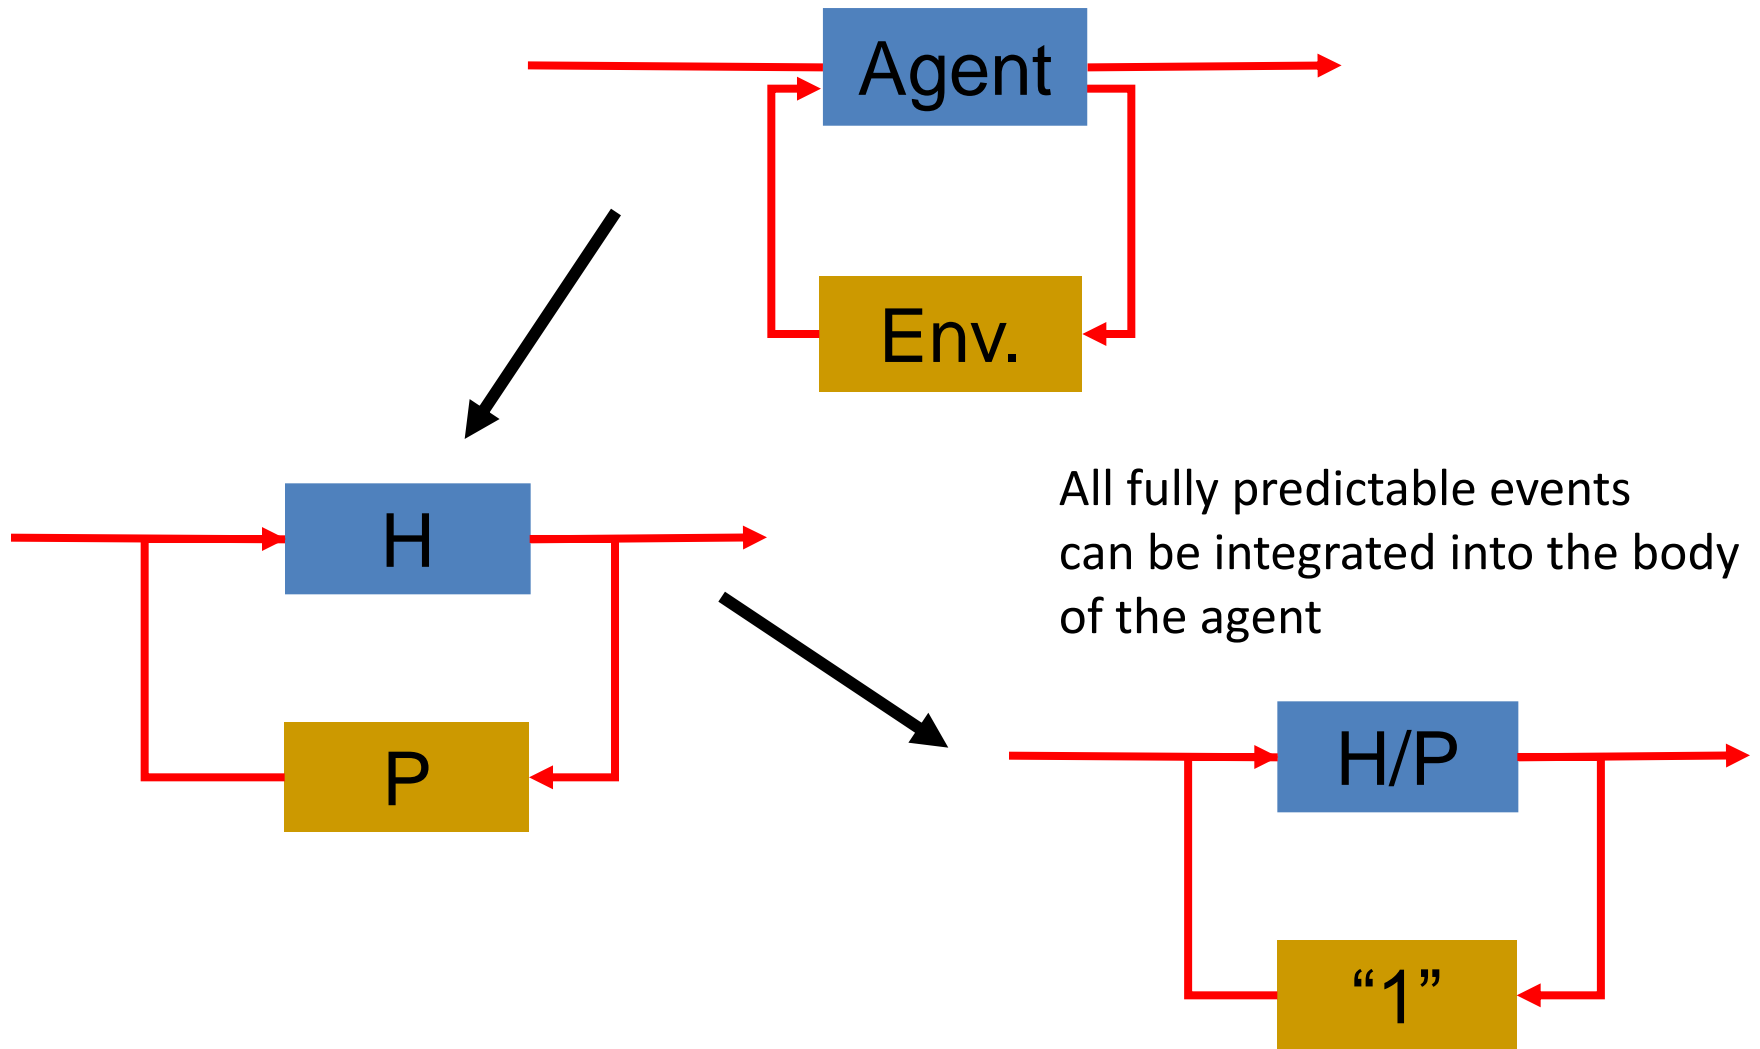 Agent
Env.
H
P
All fully predictable events
can be integrated into the body
of the agent
H/P
“1”